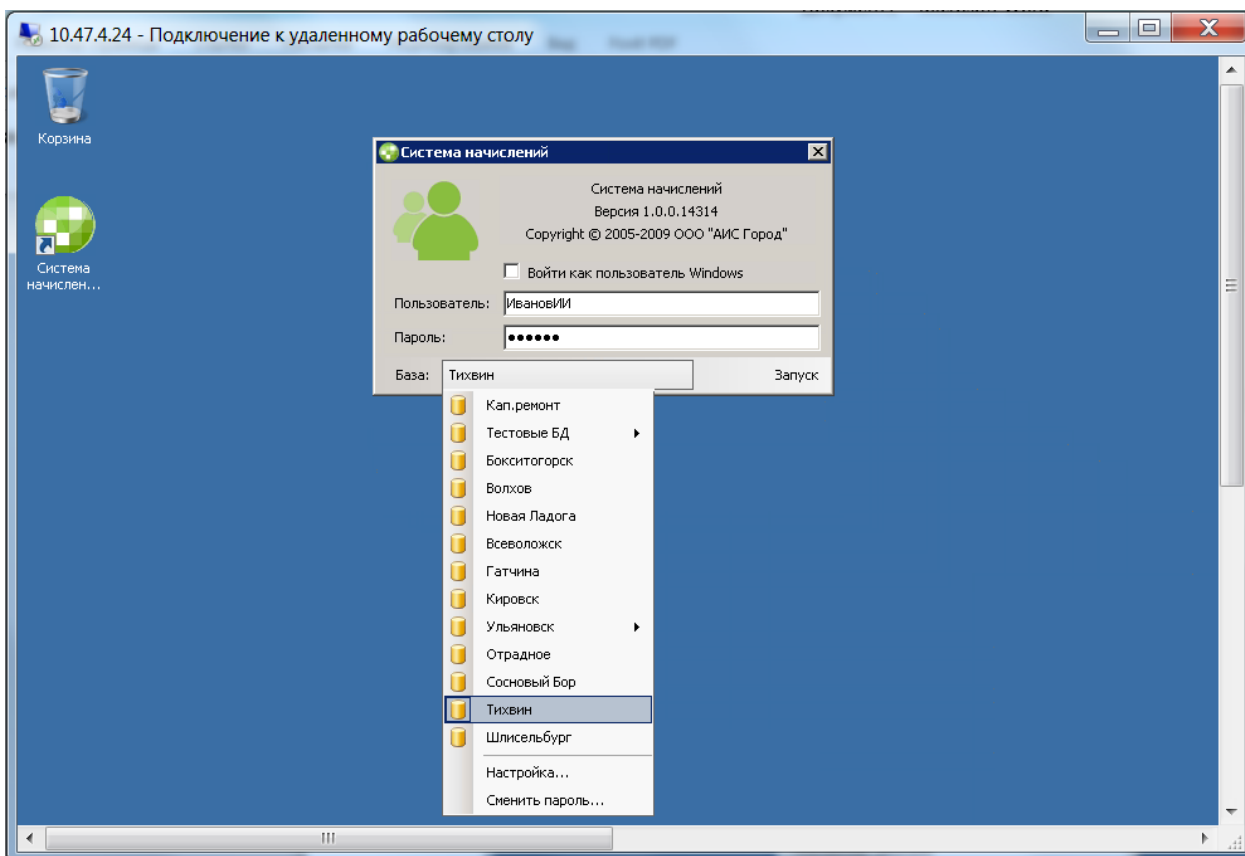 10.47.4.24 - Подключение к удаленному рабочему столу
Корзина
Система
начислен...
Система начислений
Система начислений
Версия 1.0.0.14314
Copyright © 2005-2009 ООО "АИС Город"
Войти как пользователь Windows
Пользователь: ИвановИИ
Пароль: ●●●●●●
База: Тихвин Запуск
Кап.ремонт
Тестовые БД
Бокситогорск
Волхов
Новая Ладога
Всеволожск
Гатчина
Кировск
Ульяновск
Отрадное
Сосновый Бор
Тихвин
Шлисельбург
Настройка...
Сменить пароль...